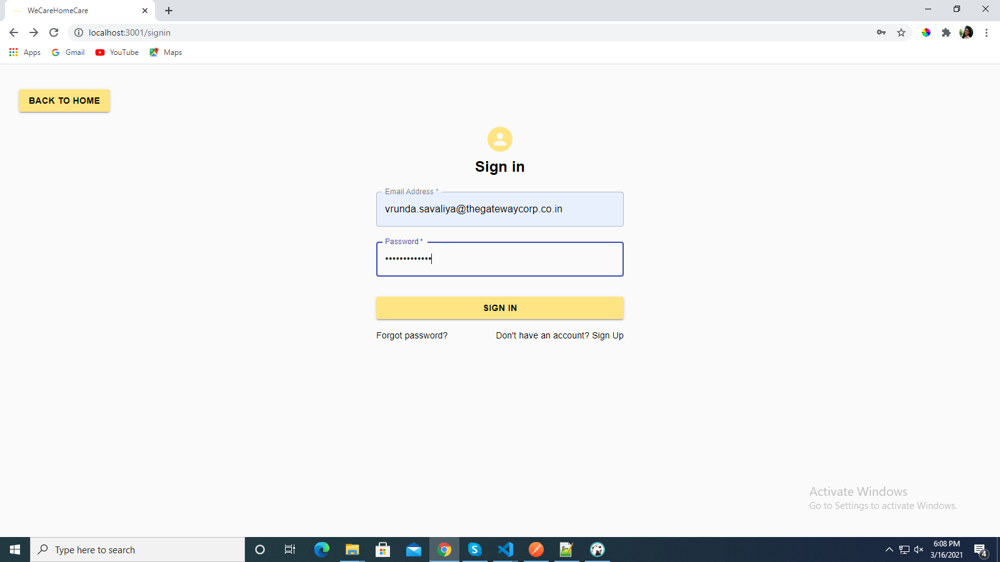 WeCareHomeCare
localhost:3001/signin
Apps
Gmail
YouTube
Maps
BACK TO HOME
Sign in
Email Address *
vrunda.savaliya@thegatewaycorp.co.in
Password *
•••••••••••••
SIGN IN
Forgot password?
Don't have an account? Sign Up
Activate Windows
Go to Settings to activate Windows.
Type here to search
6:08 PM
3/16/2021
4